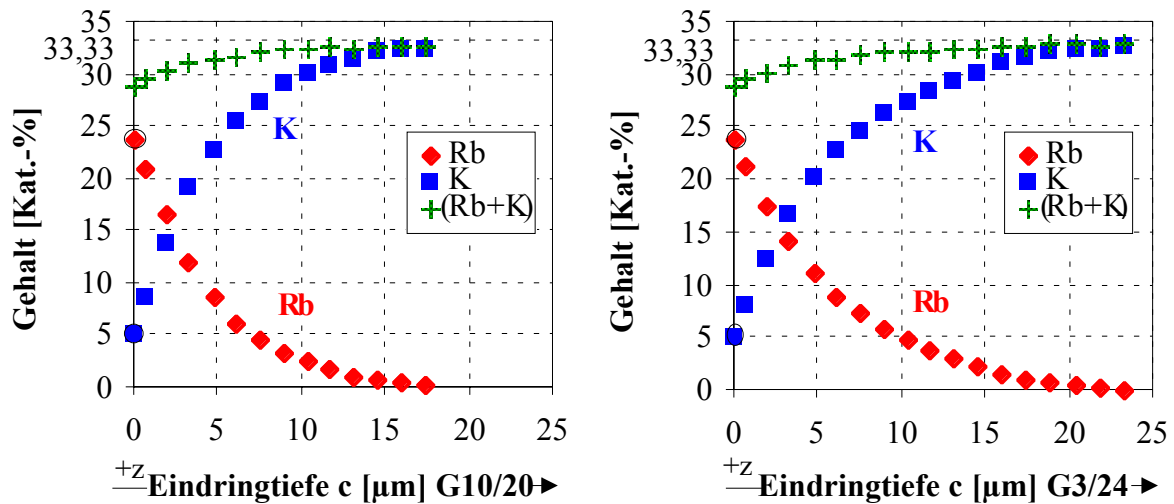 33,33
35
30
25
20
15
10
5
0
Gehalt [Kat.-%]
K
Rb
Rb
K
(Rb+K)
0 5 10 15 20 25
+z
Eindringtiefe c [µm] G10/20
33,33
35
30
25
20
15
10
5
0
Gehalt [Kat.-%]
K
Rb
Rb
K
(Rb+K)
0 5 10 15 20 25
+z
Eindringtiefe c [µm] G3/24